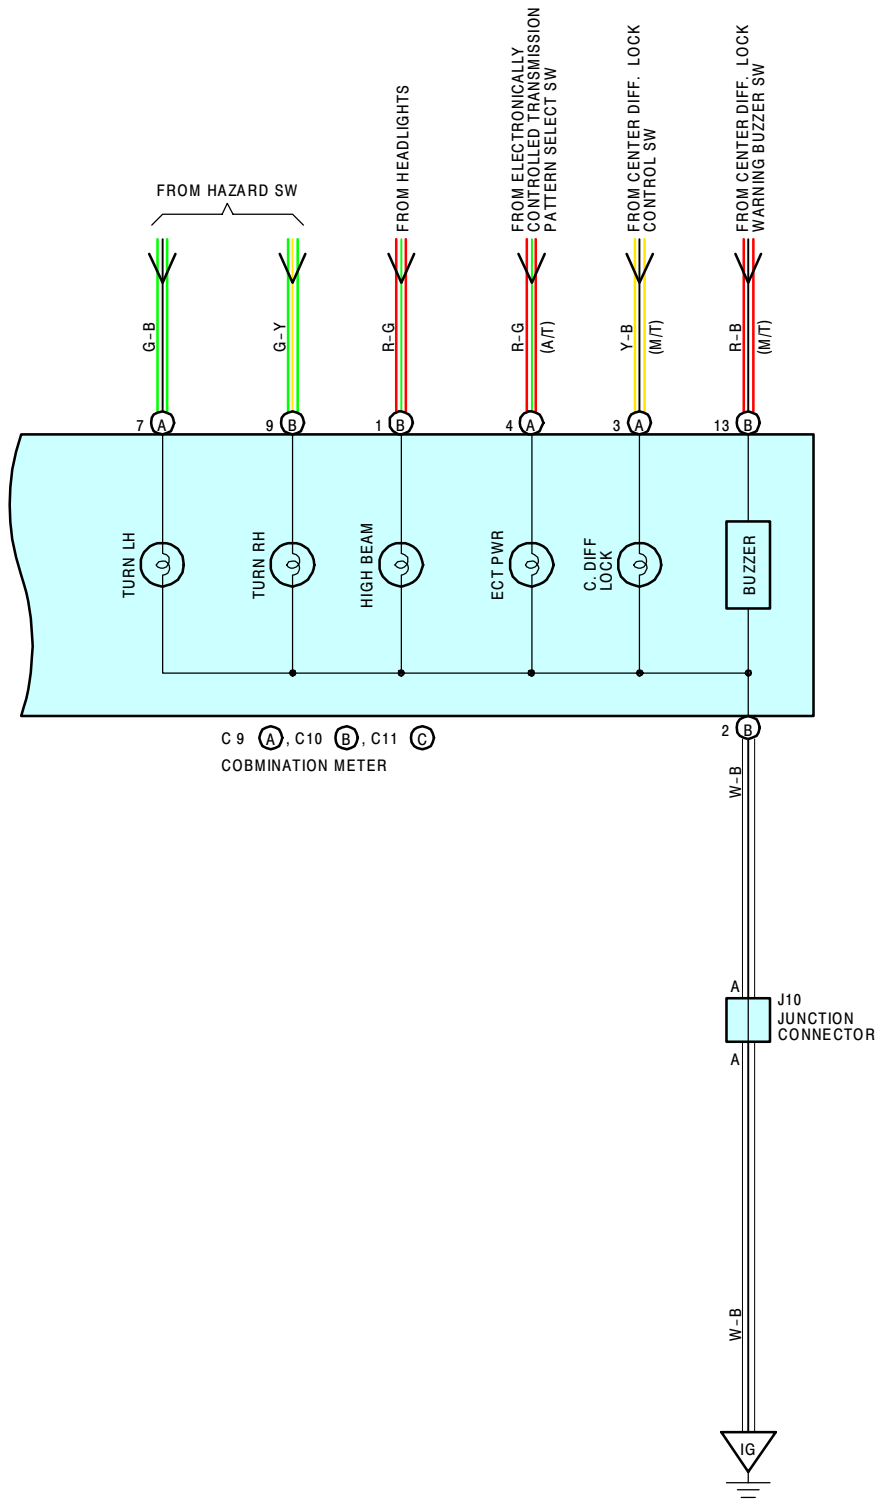 FROM HAZARD SW
FROM HEADLIGHTS
FROM ELECTRONICALLY
CONTROLLED TRANSMISSION
PATTERN SELECT SW
FROM CENTER DIFF. LOCK
CONTROL SW
FROM CENTER DIFF. LOCK
WARNING BUZZER SW
G-B
G-Y
R-G
R-G
(A/T)
Y-B
(M/T)
R-B
(M/T)
7 A
9 B
1 B
4 A
3 A
13 B
TURN LH
TURN RH
HIGH BEAM
ECT PWR
C. DIFF
LOCK
BUZZER
C 9 A, C10 B, C11 C
COBMINATION METER
2 B
W-B
A
J10
JUNCTION
CONNECTOR
A
W-B
IG